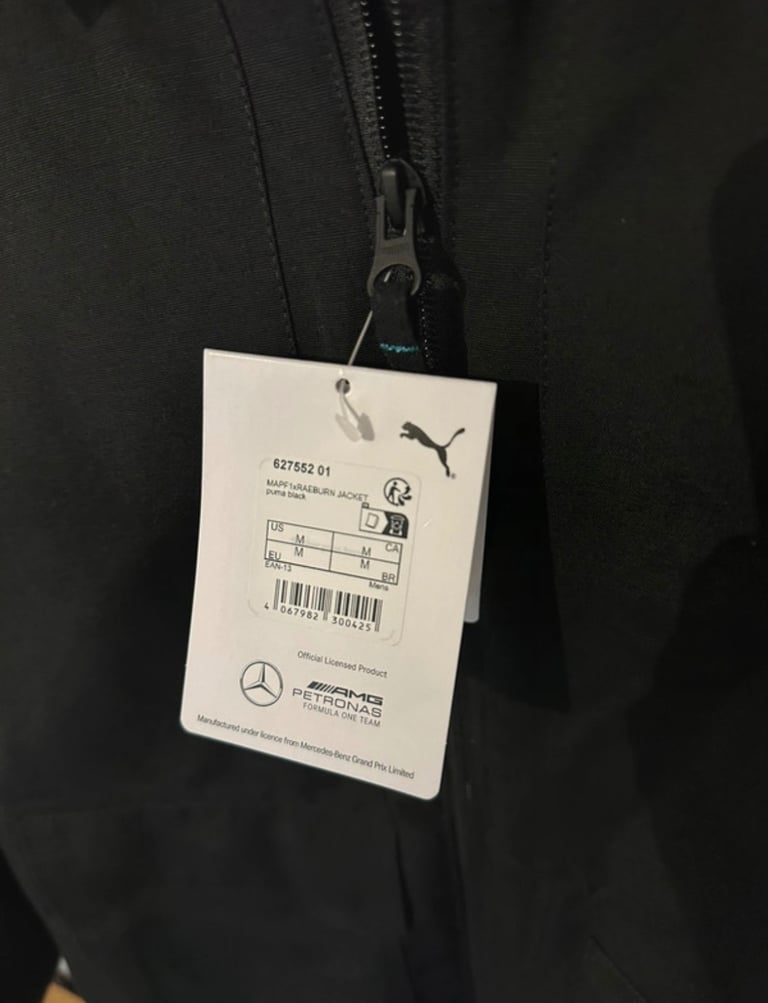 627552 01
MAPF1xRAEBURN JACKET
puma black
US M M CA
EU M M BR
EAN-13 Mens
4 067982 300425
Official Licensed Product
AMG
PETRONAS
FORMULA ONE TEAM
Manufactured under licence from Mercedes-Benz Grand Prix Limited